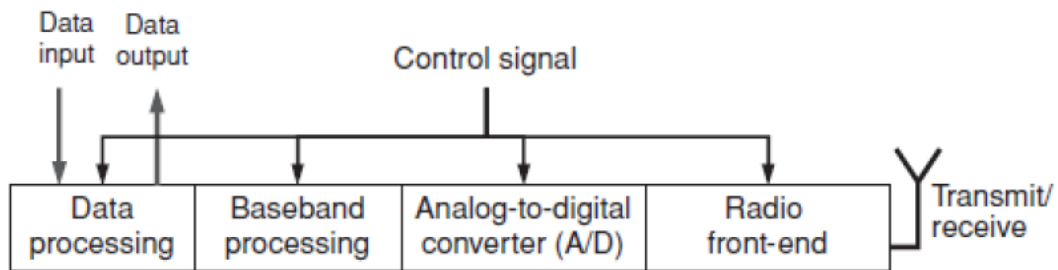 Data
input
Data
output
Control signal
Data
processing
Baseband
processing
Analog-to-digital
converter (A/D)
Radio
front-end
Transmit/
receive